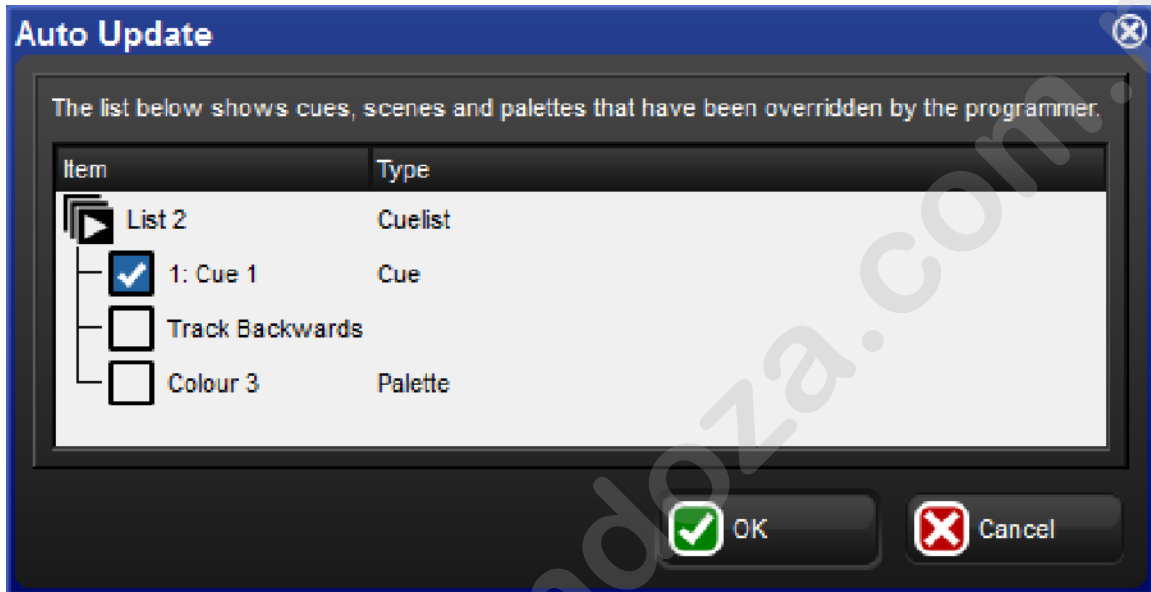 Auto Update
The list below shows cues, scenes and palettes that have been overridden by the programmer.
Item Type
List 2 Cuelist
1: Cue 1 Cue
Track Backwards
Colour 3 Palette
OK Cancel